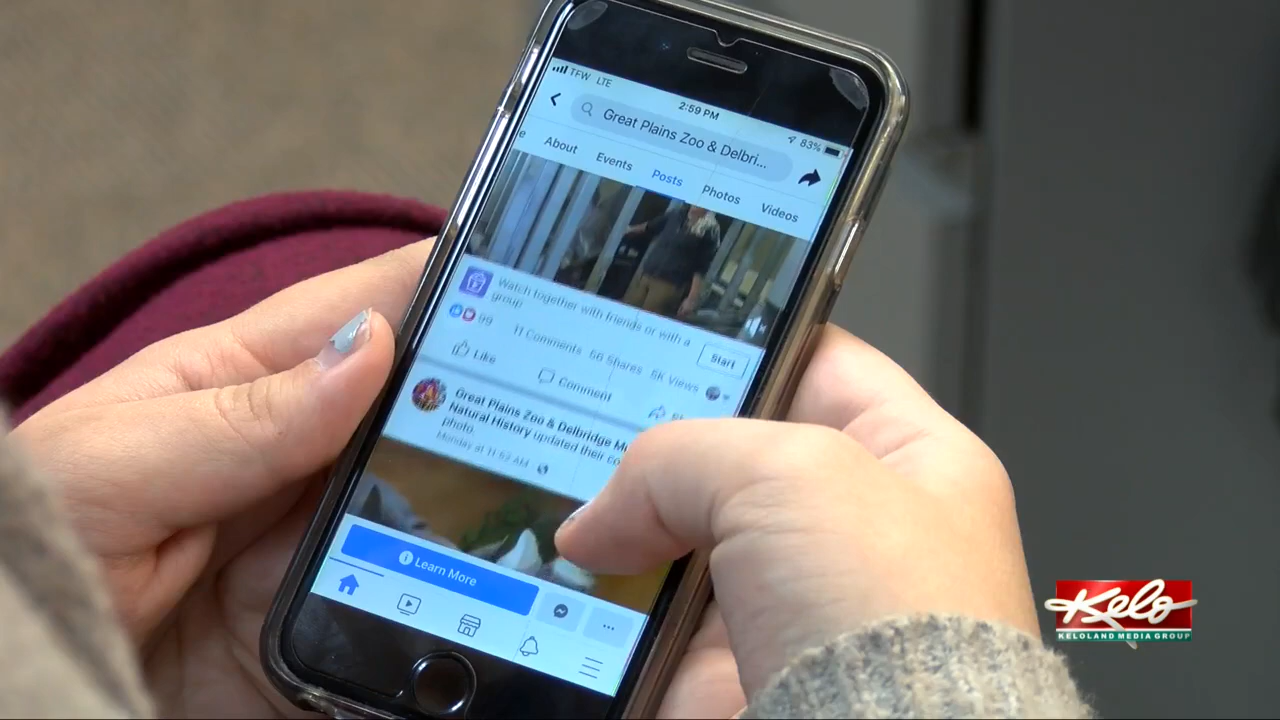 TFW LTE
2:59 PM
83%
Great Plains Zoo & Delbri...
e About Events Posts Photos Videos
Watch together with friends or with a
group
Start
99 11 Comments 56 Shares 6K Views
Like
Comment
Great Plains Zoo & Delbridge M
Natural History updated their co
photo.
Monday at 11:52 AM
Learn More
Kelo
KELOLAND MEDIA GROUP